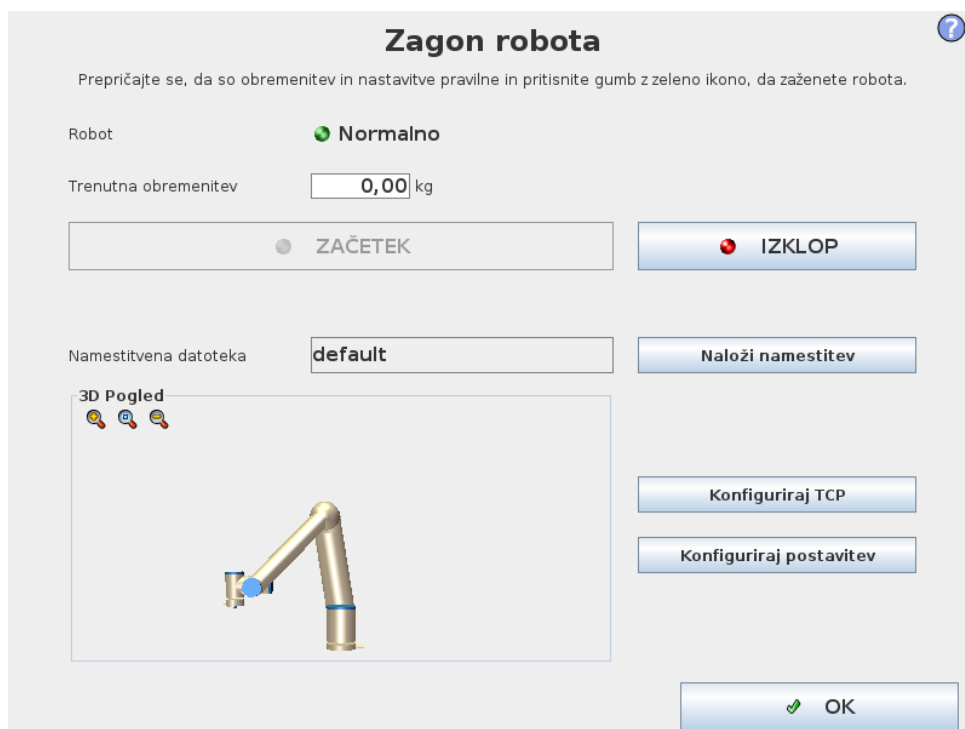 Zagon robota
?
Prepričajte se, da so obremenitev in nastavitve pravilne in pritisnite gumb z zeleno ikono, da zaženete robota.
Robot Normalno
Trenutna obremenitev 0,00 kg
ZAČETEK IZKLOP
Namestitvena datoteka default Naloži namestitev
3D Pogled
Konfiguriraj TCP
Konfiguriraj postavitev
OK